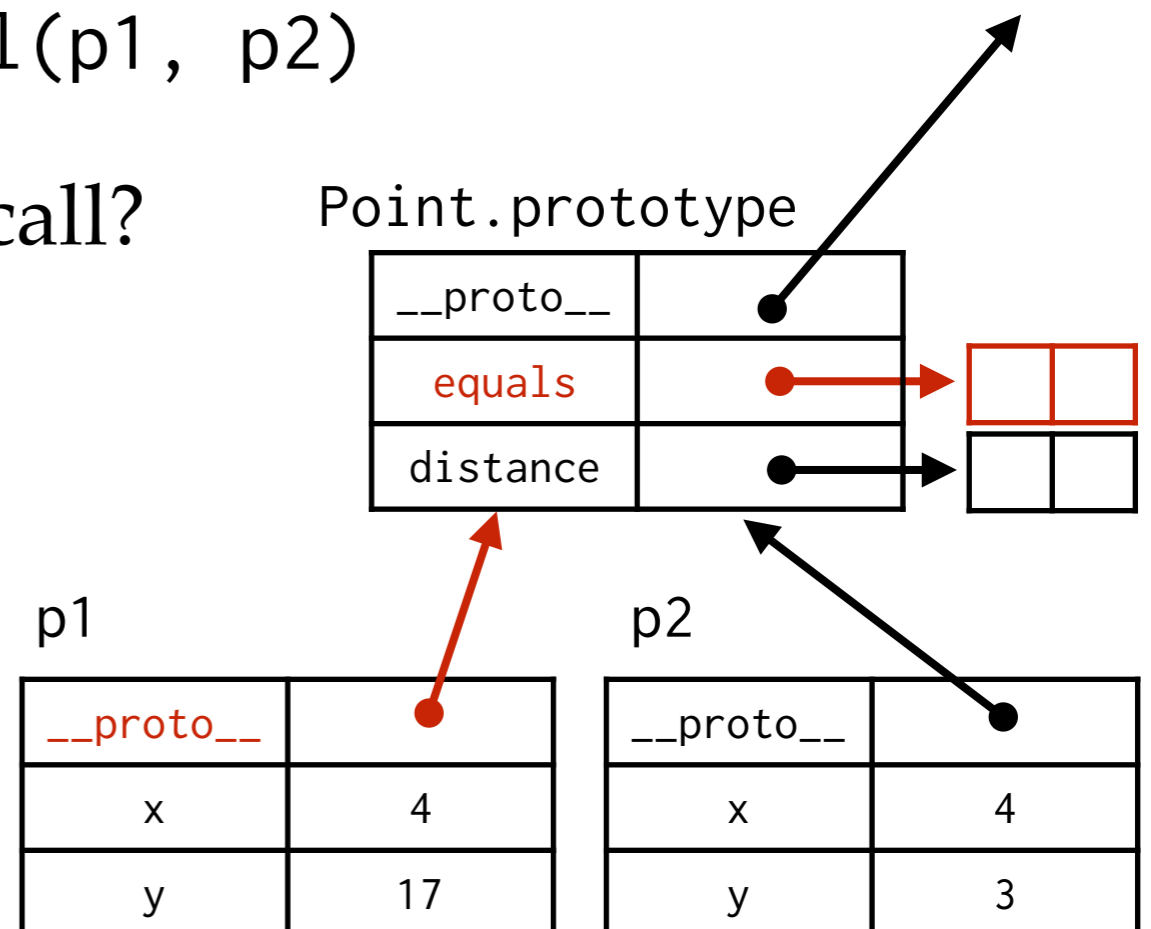 l(p1, p2)
call?
Point.prototype
__proto__
equals
distance
p1
p2
__proto__
x 4
y 17
__proto__
x 4
y 3